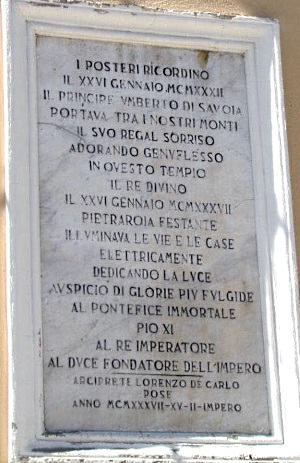 I POSTERI RICORDINO
IL XXVI GENNAIO MCMXXXII
IL PRINCIPE VMBERTO DI SAVOIA
PORTAVA TRA I NOSTRI MONTI
IL SVO REGAL SORRISO
ADORANDO GENVFLESSO
IN QVESTO TEMPIO
IL RE DIVINO
IL XXVI GENNAIO MCMXXXVII
PIETRAROIA FESTANTE
ILLVMINAVA LE VIE E LE CASE
ELETTRICAMENTE
DEDICANDO LA LVCE
AVSPICIO DI GLORIE PIV FVLGIDE
AL PONTEFICE IMMORTALE
PIO XI
AL RE IMPERATORE
AL DVCE FONDATORE DELL'IMPERO
ARCIPRETE LORENZO DE CARLO
POSE
ANNO MCMXXXVII-XV-II-IMPERO